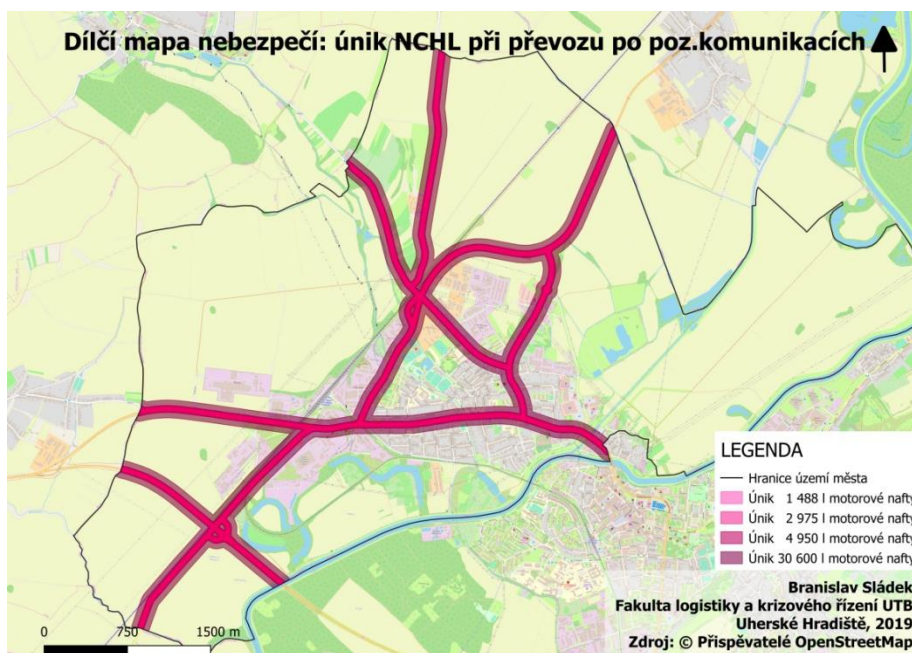 Dílčí mapa nebezpečí: únik NCHL při převozu po poz.komunikacích
LEGENDA
Hranice území města
Únik 1 488 l motorové nafty
Únik 2 975 l motorové nafty
Únik 4 950 l motorové nafty
Únik 30 600 l motorové nafty
Branislav Sládek
Fakulta logistiky a krizového řízení UTB
Uherské Hradiště, 2019
Zdroj: © Přispěvatelé OpenStreetMap
0 750 1500 m